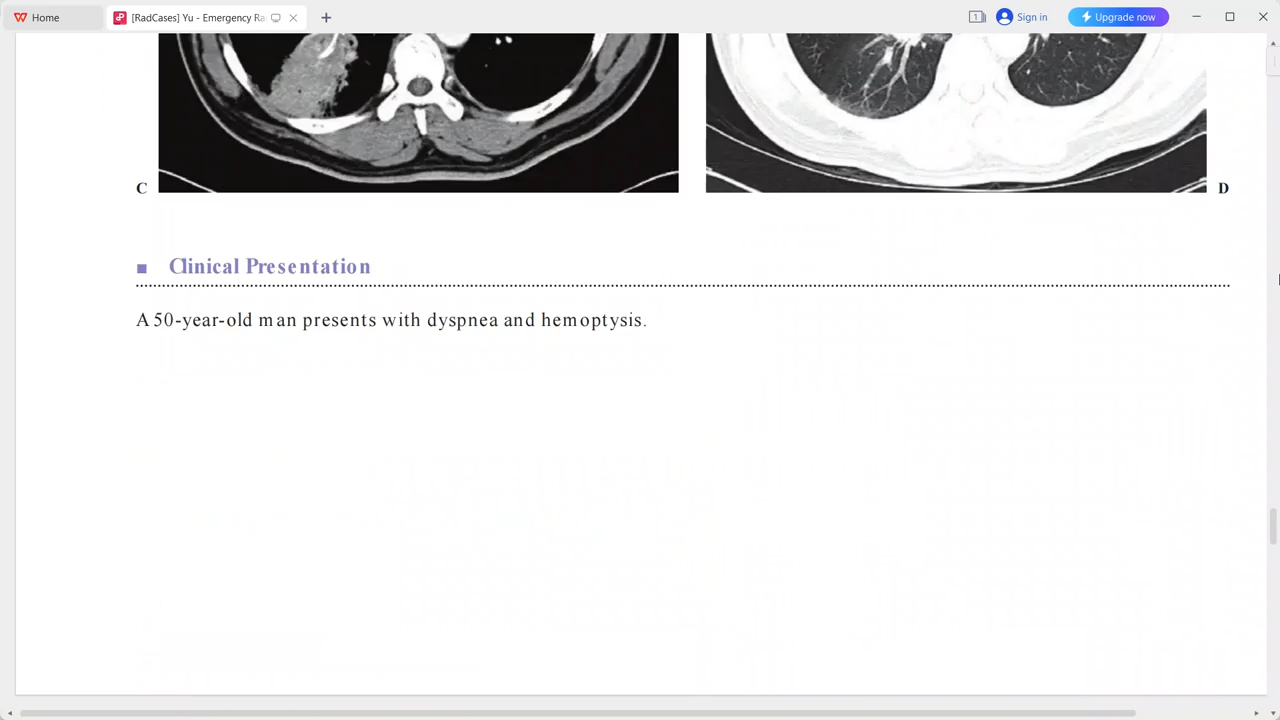 Home
[RadCases] Yu - Emergency Ra
1
Sign in
Upgrade now
C
D
Clinical Presentation
A 50-year-old man presents with dyspnea and hemoptysis.